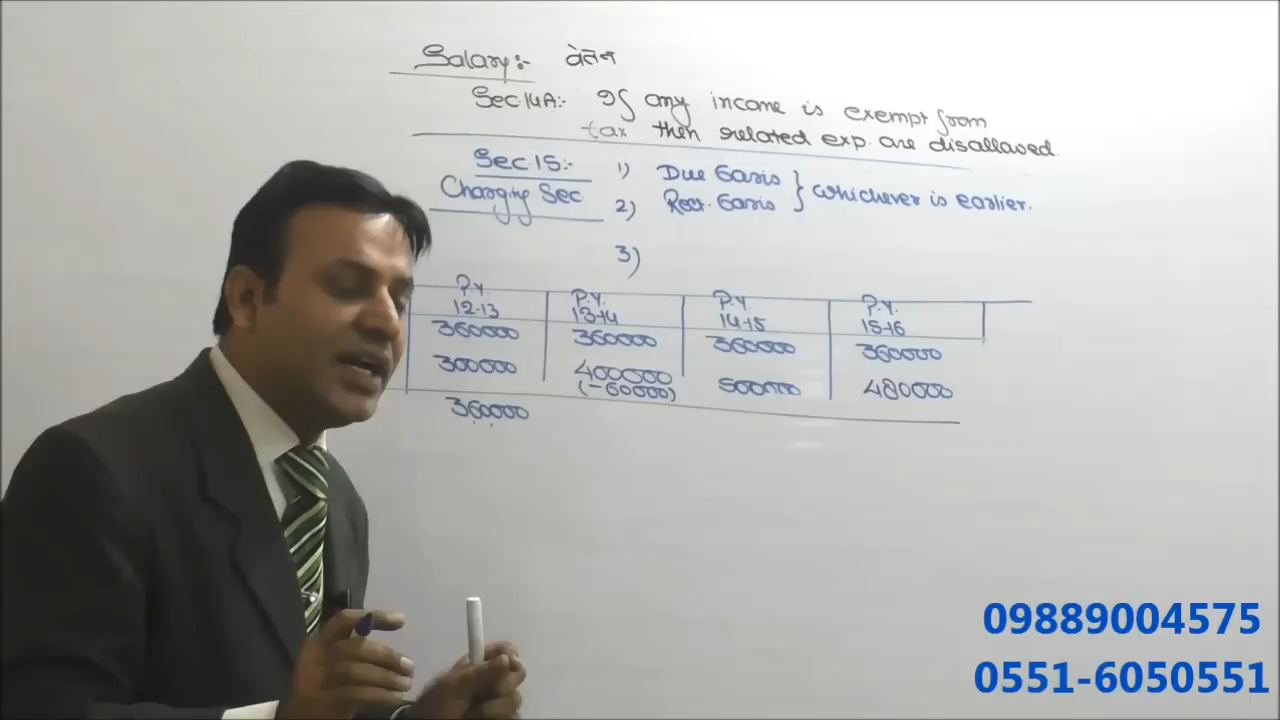 Salary:- वेतन
Sec.14A:- If any income is exempt from
tax then related exp. are disallowed
Sec.15:- 1) Due basis } whichever is earlier.
Charging Sec 2) Rect. basis
3)
P.Y. 12-13 P.Y. 13-14 P.Y. 14-15 P.Y. 15-16
360000 360000 360000 360000
300000 400000 500000 480000
(-60000)
360000
09889004575
0551-6050551